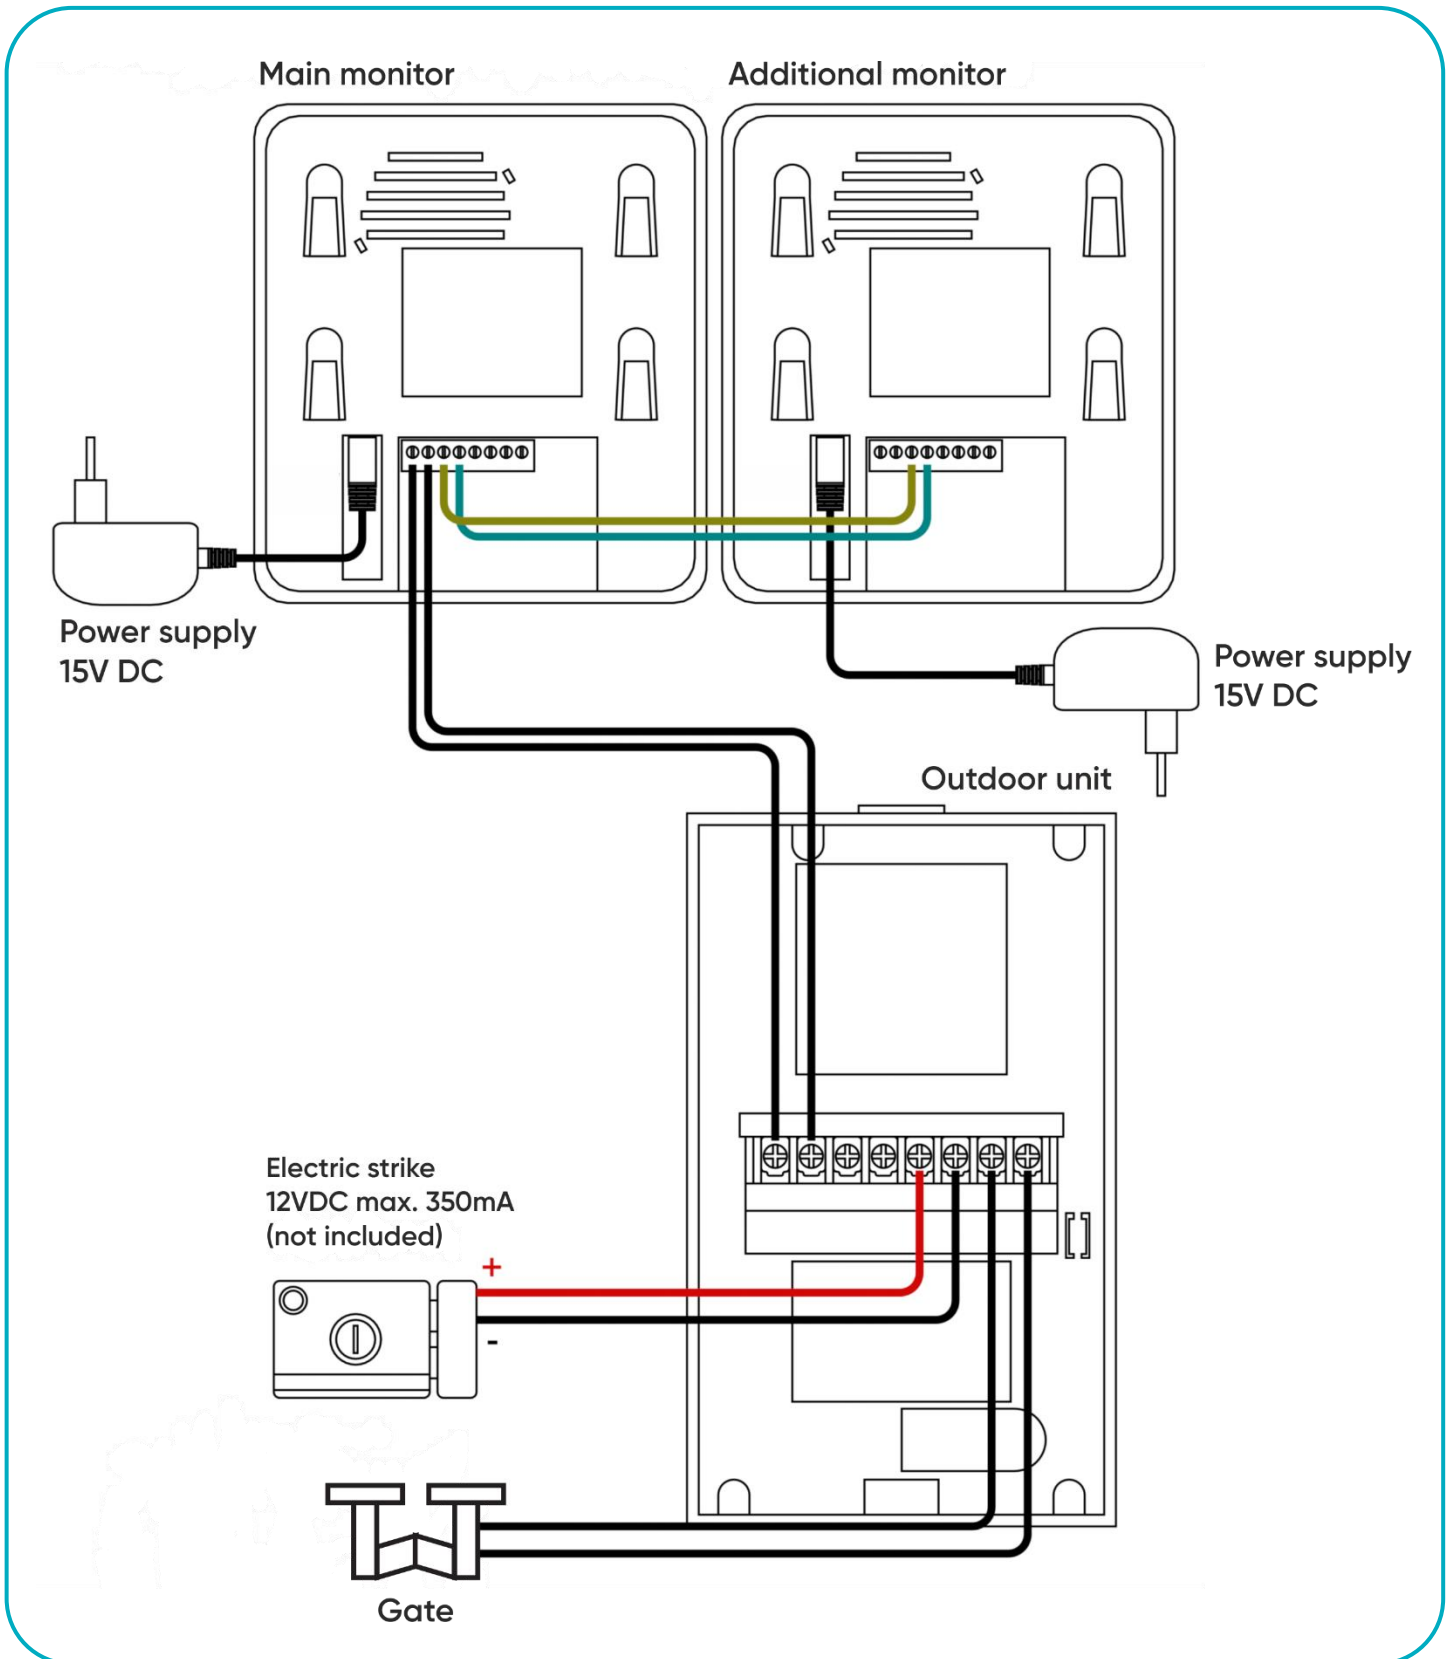 Main monitor
Additional monitor
Power supply
15V DC
Power supply
15V DC
Outdoor unit
Electric strike
12VDC max. 350mA
(not included)
+
-
Gate